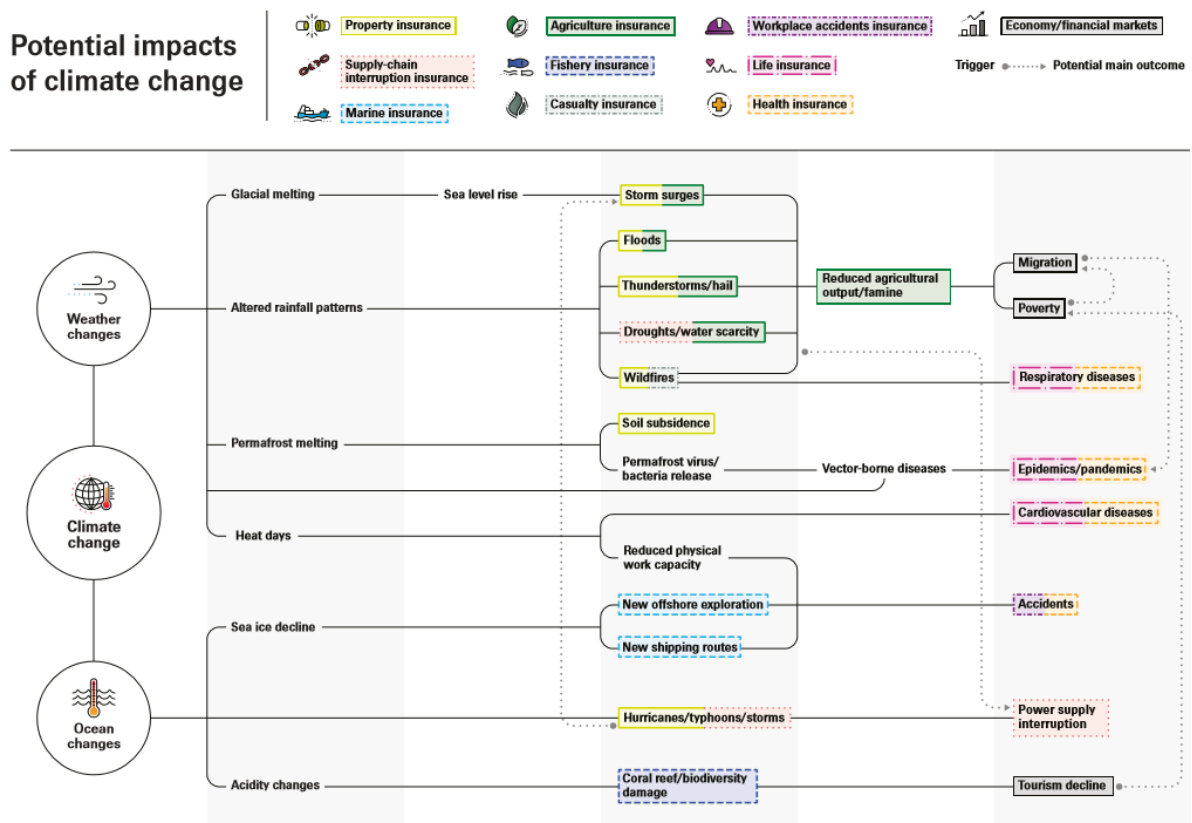 Potential impacts
of climate change
Property insurance
Supply-chain
interruption insurance
Marine insurance
Agriculture insurance
Fishery insurance
Casualty insurance
Workplace accidents insurance
Life insurance
Health insurance
Economy/financial markets
Trigger
Potential main outcome
Weather
changes
Climate
change
Ocean
changes
Glacial melting
Sea level rise
Storm surges
Floods
Altered rainfall patterns
Thunderstorms/hail
Droughts/water scarcity
Wildfires
Reduced agricultural
output/famine
Migration
Poverty
Respiratory diseases
Permafrost melting
Soil subsidence
Permafrost virus/
bacteria release
Vector-borne diseases
Epidemics/pandemics
Heat days
Cardiovascular diseases
Reduced physical
work capacity
Sea ice decline
New offshore exploration
New shipping routes
Accidents
Hurricanes/typhoons/storms
Power supply
interruption
Acidity changes
Coral reef/biodiversity
damage
Tourism decline